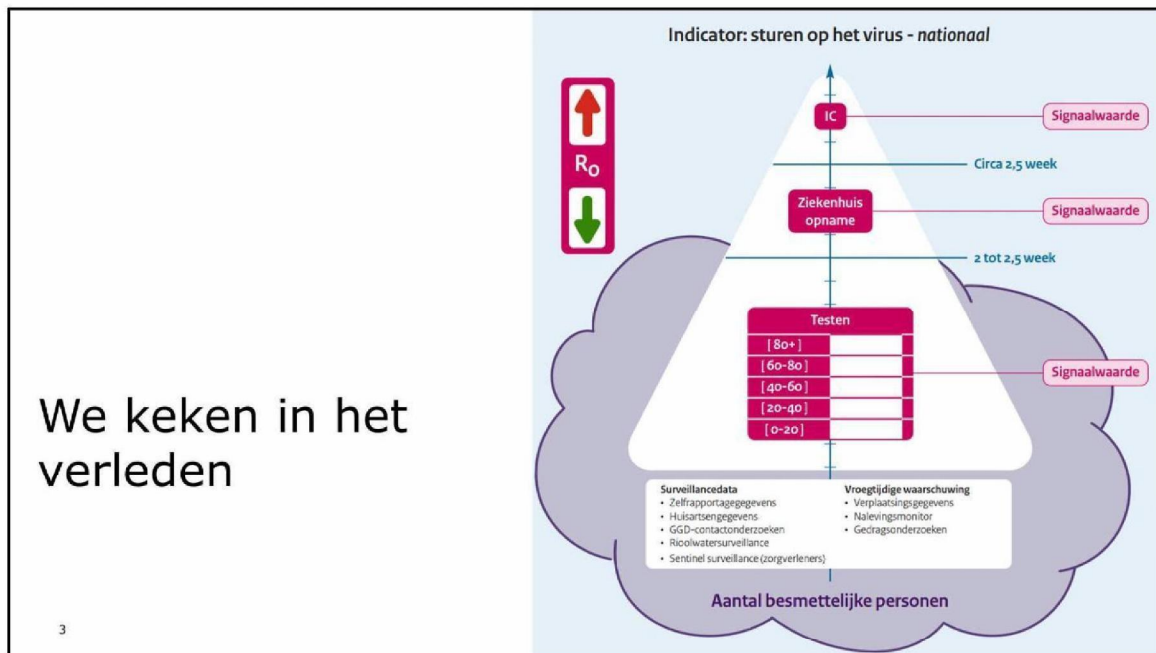 Indicator: sturen op het virus - nationaal
R0
IC
Signaalwaarde
Circa 2,5 week
Ziekenhuis
opname
Signaalwaarde
2 tot 2,5 week
Testen
[ 80+ ]
[ 60-80 ]
[ 40-60 ]
[ 20-40 ]
[ 0-20 ]
Signaalwaarde
We keken in het
verleden
Surveillancedata
• Zelfrapportagegegevens
• Huisartsengegevens
• GGD-contactonderzoeken
• Rioolwatersurveillance
• Sentinel surveillance (zorgverleners)
Vroegtijdige waarschuwing
• Verplaatsingsgegevens
• Nalevingsmonitor
• Gedragsonderzoeken
Aantal besmettelijke personen
3